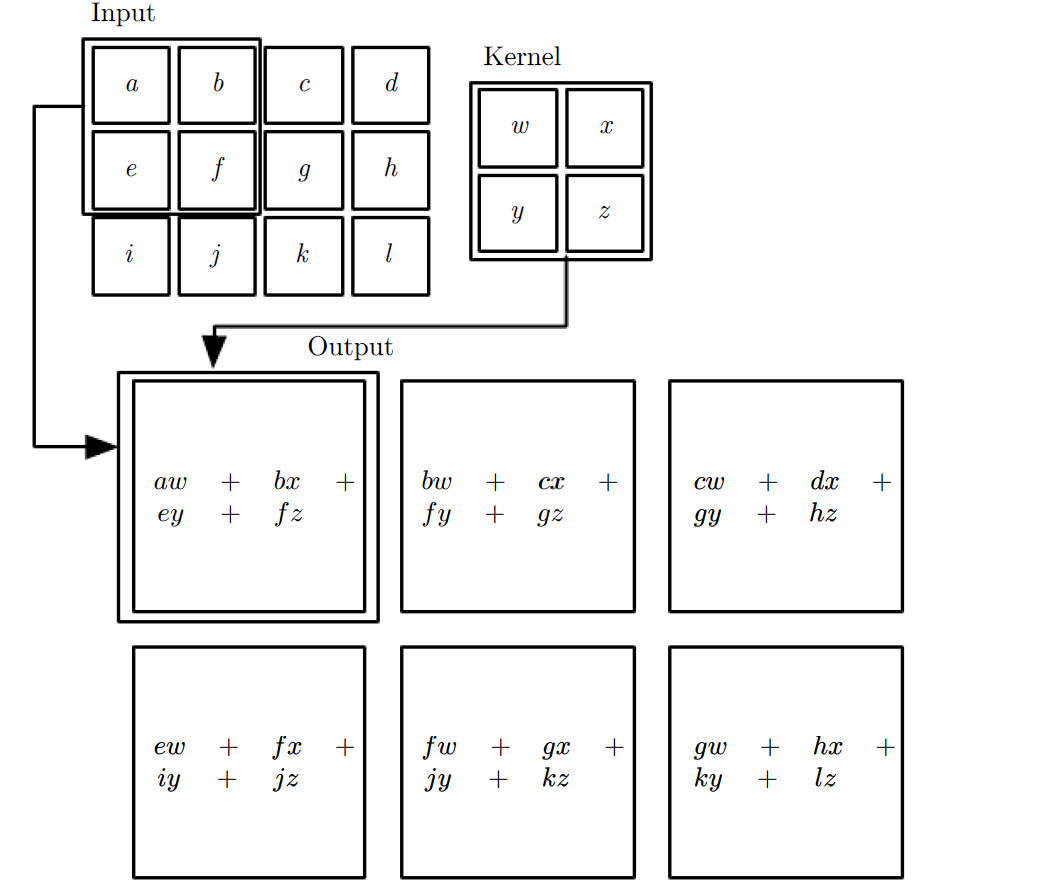 Input
Kernel
a b c d
w x
e f g h
y z
i j k l
Output
aw + bx +
ey + fz
bw + cx +
fy + gz
cw + dx +
gy + hz
ew + fx +
iy + jz
fw + gx +
jy + kz
gw + hx +
ky + lz